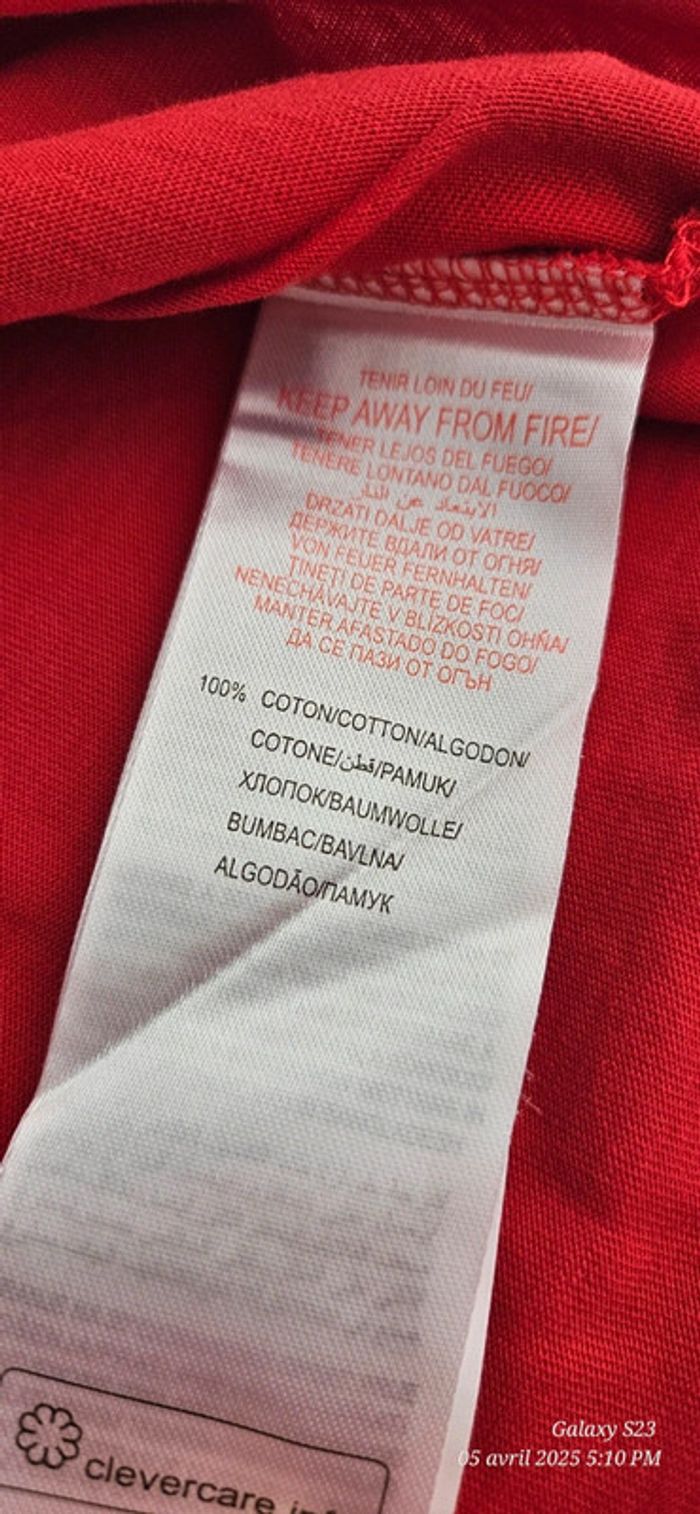 TENIR LOIN DU FEU/
KEEP AWAY FROM FIRE/
TENER LEJOS DEL FUEGO/
TENERE LONTANO DAL FUOCO/
الابتعاد عن النار
DRZATI DALJE OD VATRE/
ДЕРЖИТЕ ВДАЛИ ОТ ОГНЯ/
VON FEUER FERNHALTEN/
TINEȚI DE PARTE DE FOC/
NENECHÁVAJTE V BLÍZKOSTI OHŇA/
MANTER AFASTADO DO FOGO/
ДА СЕ ПАЗИ ОТ ОГЪН
100% COTON/COTTON/ALGODON/
COTONE/قطن/PAMUK/
ХЛОПОК/BAUMWOLLE/
BUMBAC/BAVLNA/
ALGODÃO/ПАМУК
clevercare
Galaxy S23
05 avril 2025 5:10 PM